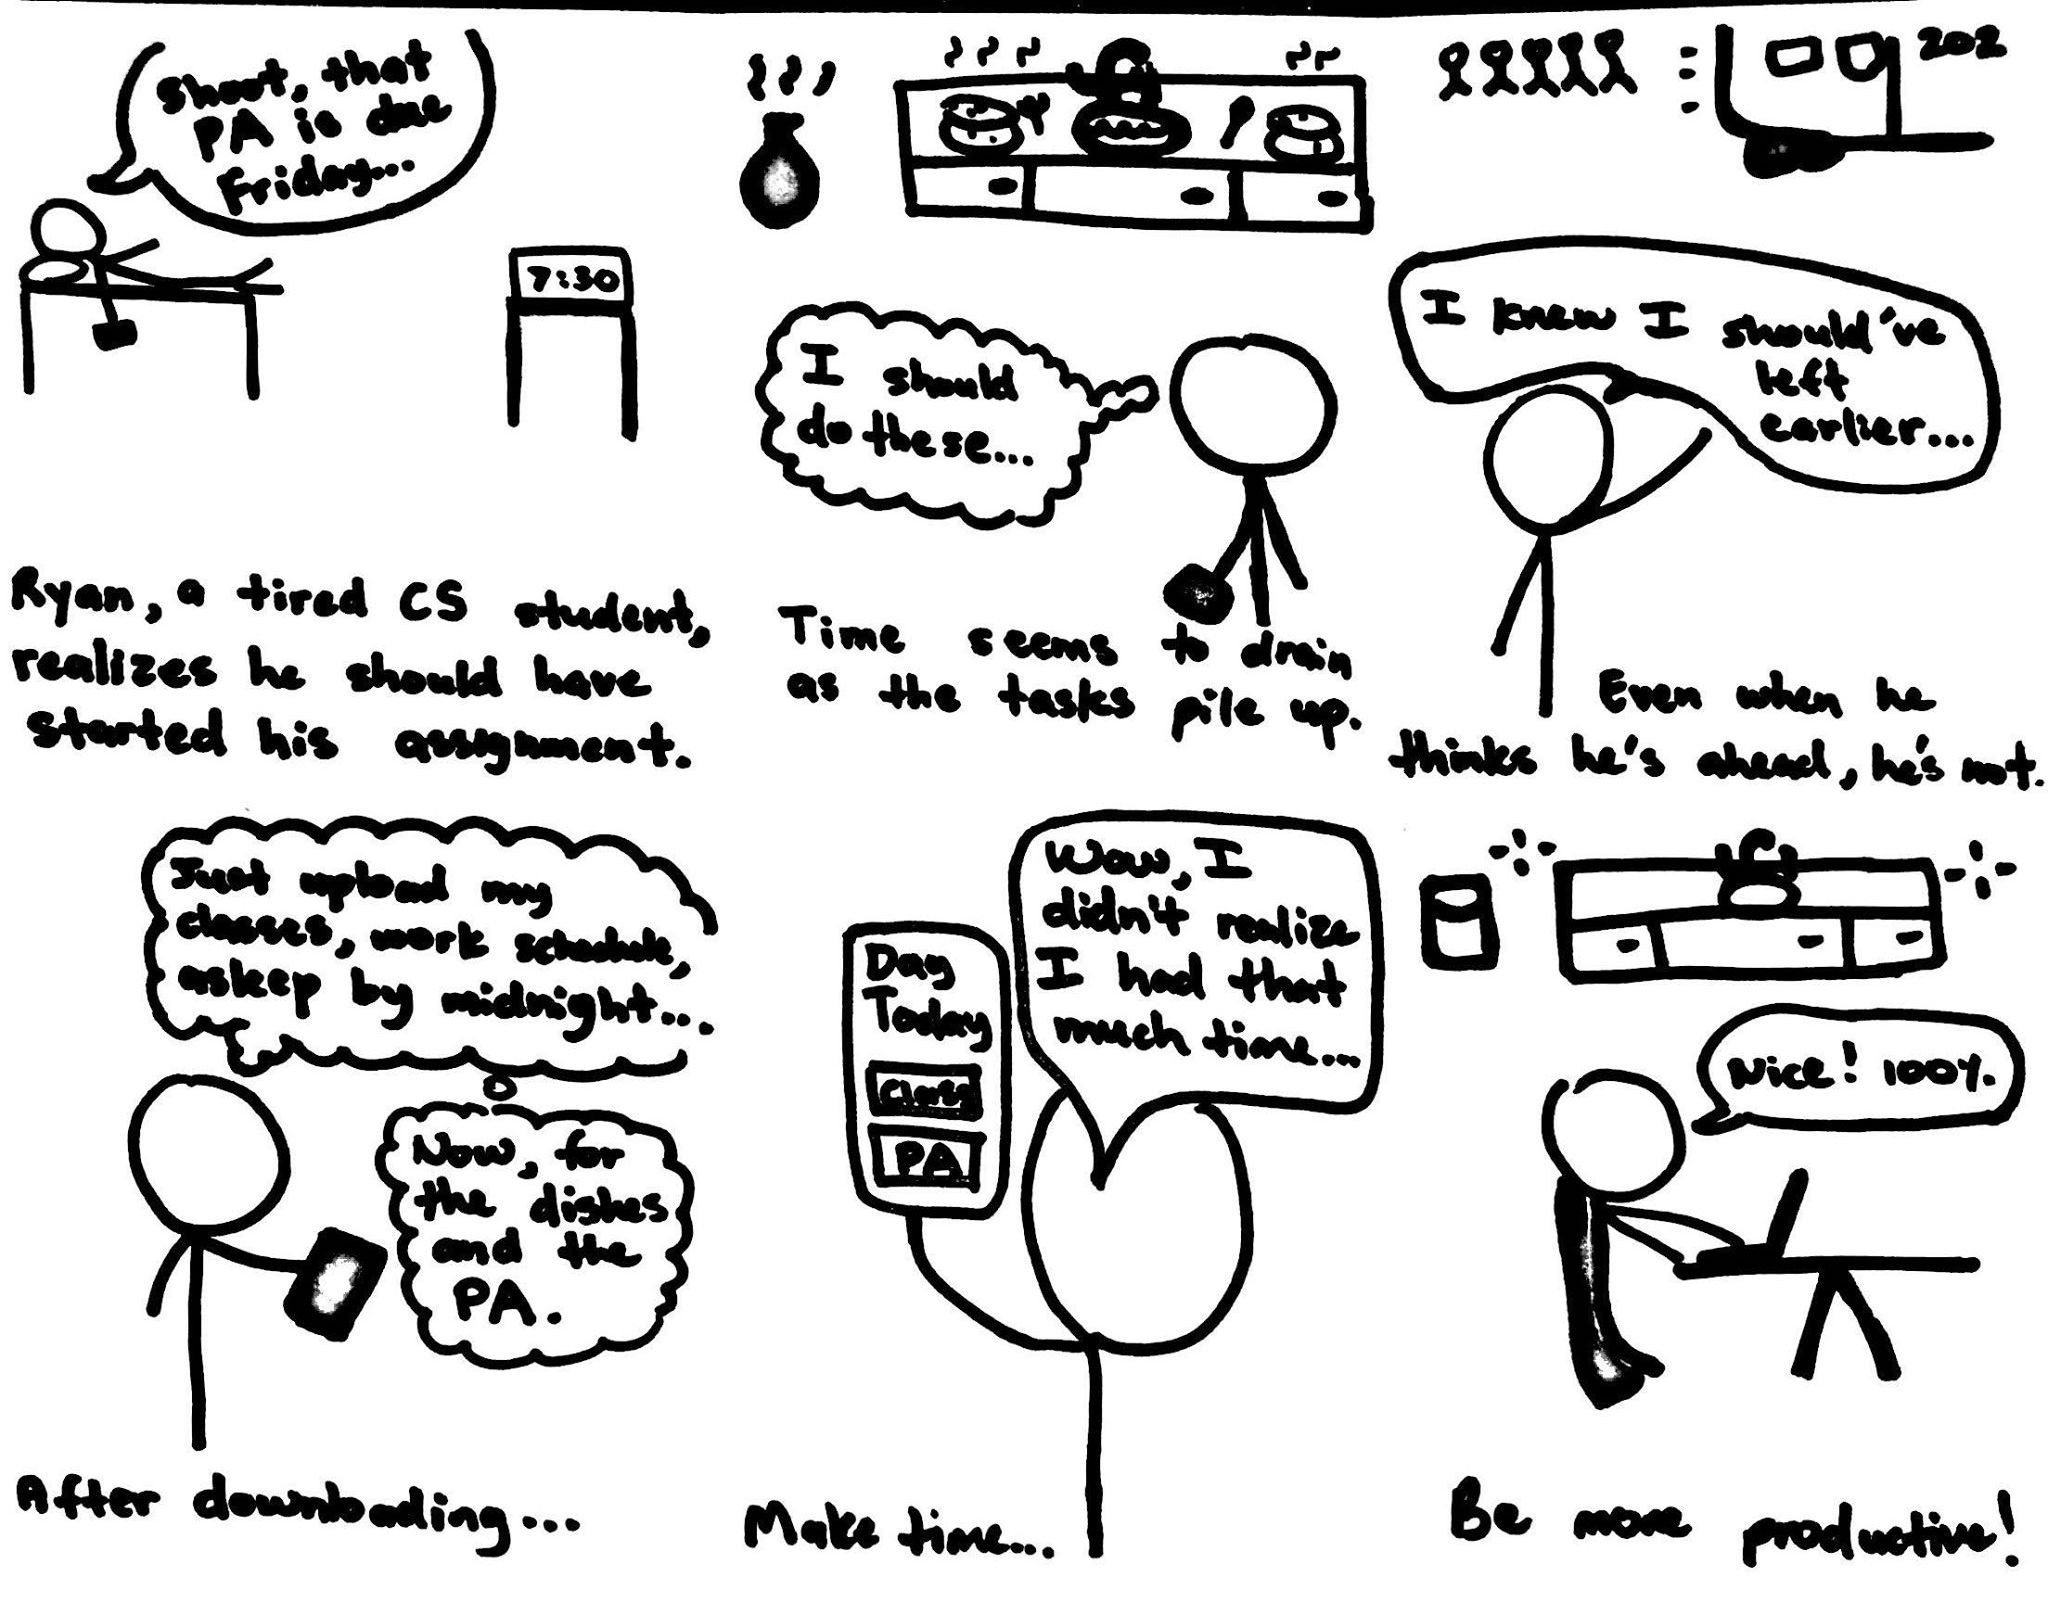 Shoot, that
PA is due
Friday...
7:30
Ryan, a tired CS student,
realizes he should have
started his assignment.
I should
do these...
Time seems to drain
as the tasks pile up.
202
I knew I should've
left
earlier...
Even when he
thinks he's ahead, he's not.
Just upload my
classes, work schedule,
asleep by midnight...
Now, for
the dishes
and the
PA.
After downloading...
Day
Today
Class
PA
Wow, I
didn't realize
I had that
much time...
Make time...
Nice! 100%.
Be more productive!